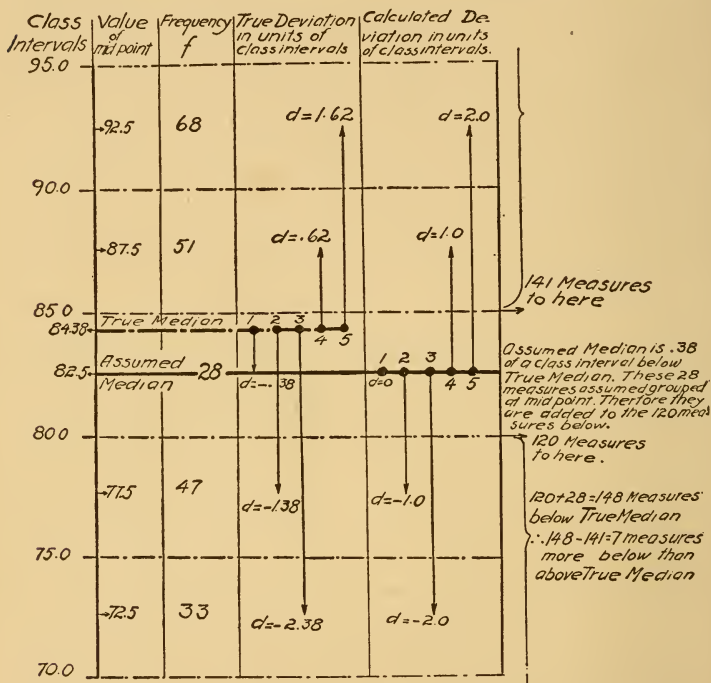 Class Intervals
Value of mid point
Frequency f
True Deviation in units of class intervals
Calculated Deviation in units of class intervals.
95.0
92.5
68
d=1.62
d=2.0
90.0
87.5
51
d=.62
d=1.0
141 Measures
to here
85.0
True Median
1 2 3 4 5
84.38
82.5
Assumed
Median
28
d=-.38
1 2 3 4 5
d=0
Assumed Median is .38
of a class interval below
True Median. These 28
measures assumed grouped
at mid point. Therfore they
are added to the 120 mea
sures below.
80.0
120 Measures
to here.
77.5
47
d=-1.38
d=-1.0
120+28=148 Measures
below True Median
∴148-141=7 measures
more below than
above True Median
75.0
72.5
33
d=-2.38
d=-2.0
70.0